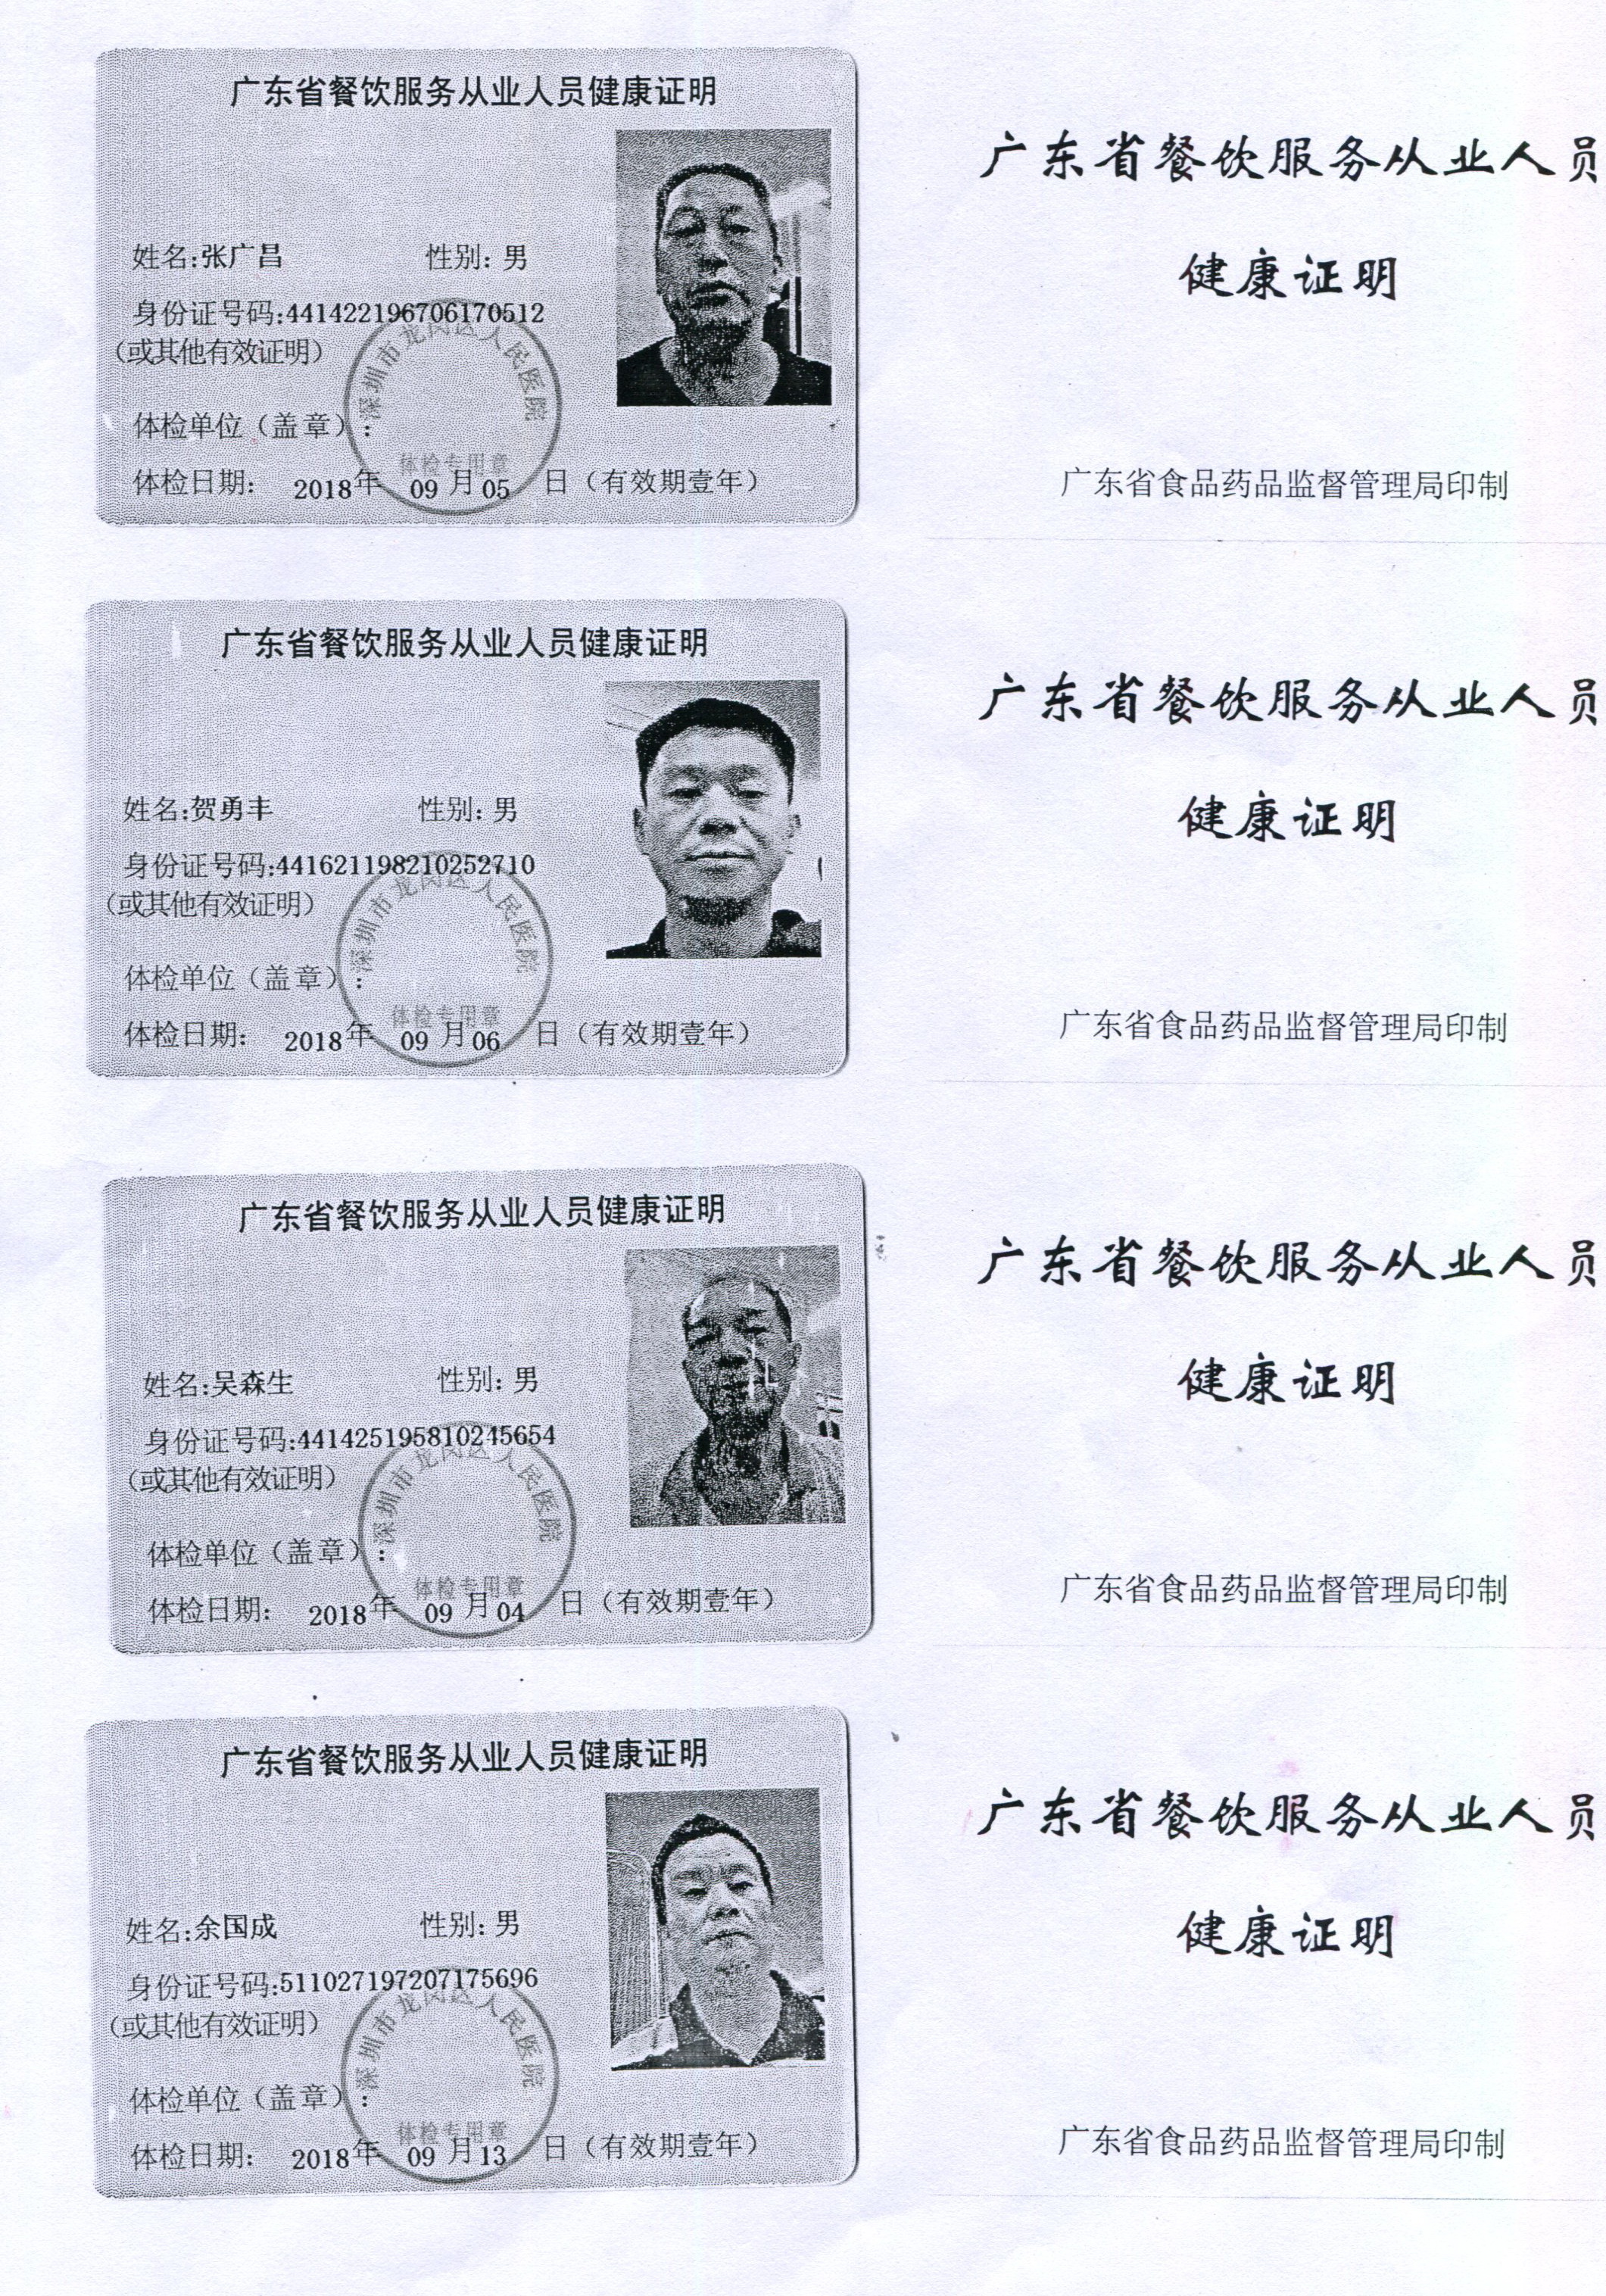 广东省餐饮服务从业人员健康证明
姓名:张广昌 性别: 男
身份证号码:441422196706170512
（或其他有效证明）
体检单位（盖章）:
深圳市龙岗区人民医院
体检专用章
体检日期: 2018年 09 月 05 日（有效期壹年）
广东省餐饮服务从业人员
健康证明
广东省食品药品监督管理局印制
广东省餐饮服务从业人员健康证明
姓名:贺勇丰 性别: 男
身份证号码:441621198210252710
（或其他有效证明）
体检单位（盖章）:
深圳市龙岗区人民医院
体检专用章
体检日期: 2018年 09 月 06 日（有效期壹年）
广东省餐饮服务从业人员
健康证明
广东省食品药品监督管理局印制
广东省餐饮服务从业人员健康证明
姓名:吴森生 性别: 男
身份证号码:441425195810245654
（或其他有效证明）
体检单位（盖章）:
深圳市龙岗区人民医院
体检专用章
体检日期: 2018年 09 月 04 日（有效期壹年）
广东省餐饮服务从业人员
健康证明
广东省食品药品监督管理局印制
广东省餐饮服务从业人员健康证明
姓名:余国成 性别: 男
身份证号码:511027197207175696
（或其他有效证明）
体检单位（盖章）:
深圳市龙岗区人民医院
体检专用章
体检日期: 2018年 09 月 13 日（有效期壹年）
广东省餐饮服务从业人员
健康证明
广东省食品药品监督管理局印制